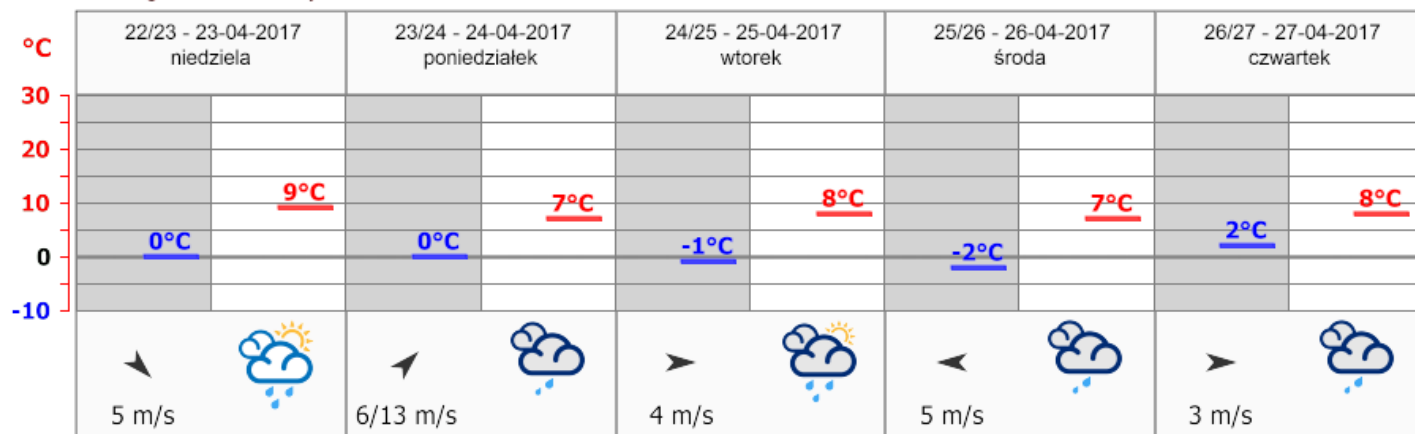 °C
22/23 - 23-04-2017
niedziela
23/24 - 24-04-2017
poniedziałek
24/25 - 25-04-2017
wtorek
25/26 - 26-04-2017
środa
26/27 - 27-04-2017
czwartek
30
20
10
0
-10
0°C
9°C
0°C
7°C
-1°C
8°C
-2°C
7°C
2°C
8°C
5 m/s
6/13 m/s
4 m/s
5 m/s
3 m/s